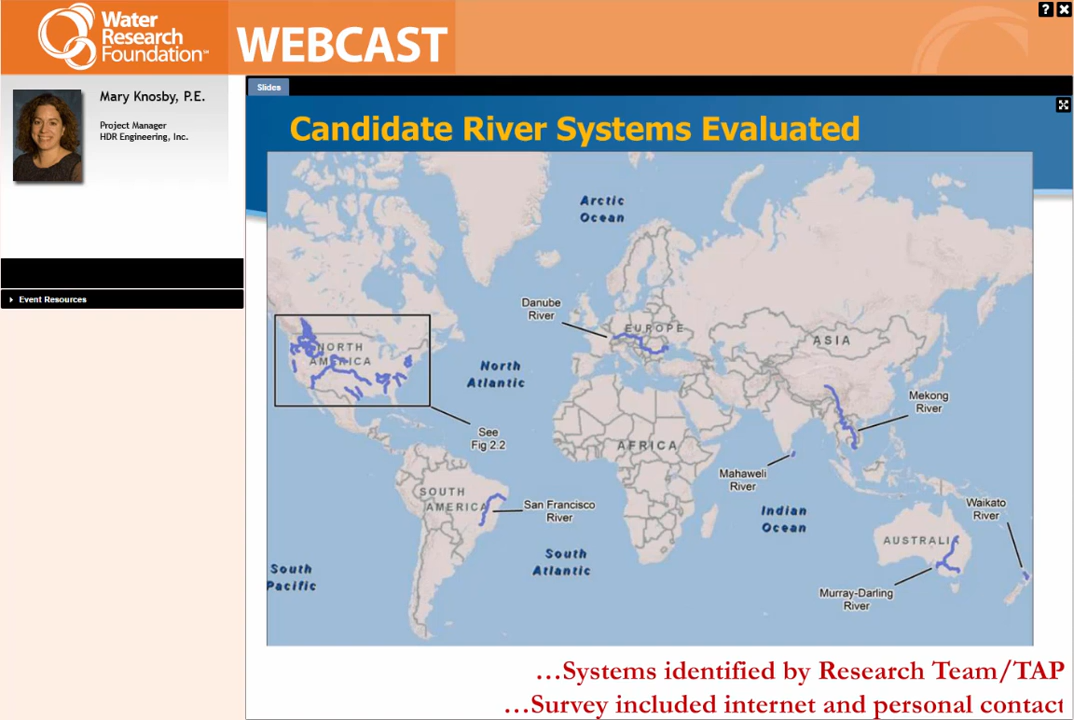 Water
Research
Foundation™
WEBCAST
? 
Mary Knosby, P.E.
Project Manager
HDR Engineering, Inc.
Event Resources
Slides
Candidate River Systems Evaluated
Arctic
Ocean
Danube
River
EUROPE
ASIA
NORTH
AMERICA
North
Atlantic
See
Fig 2.2
Mekong
River
AFRICA
Mahaweli
River
SOUTH
AMERICA
San Francisco
River
Indian
Ocean
Waikato
River
AUSTRALIA
South
Atlantic
South
Pacific
Murray-Darling
River
…Systems identified by Research Team/TAP
…Survey included internet and personal contact